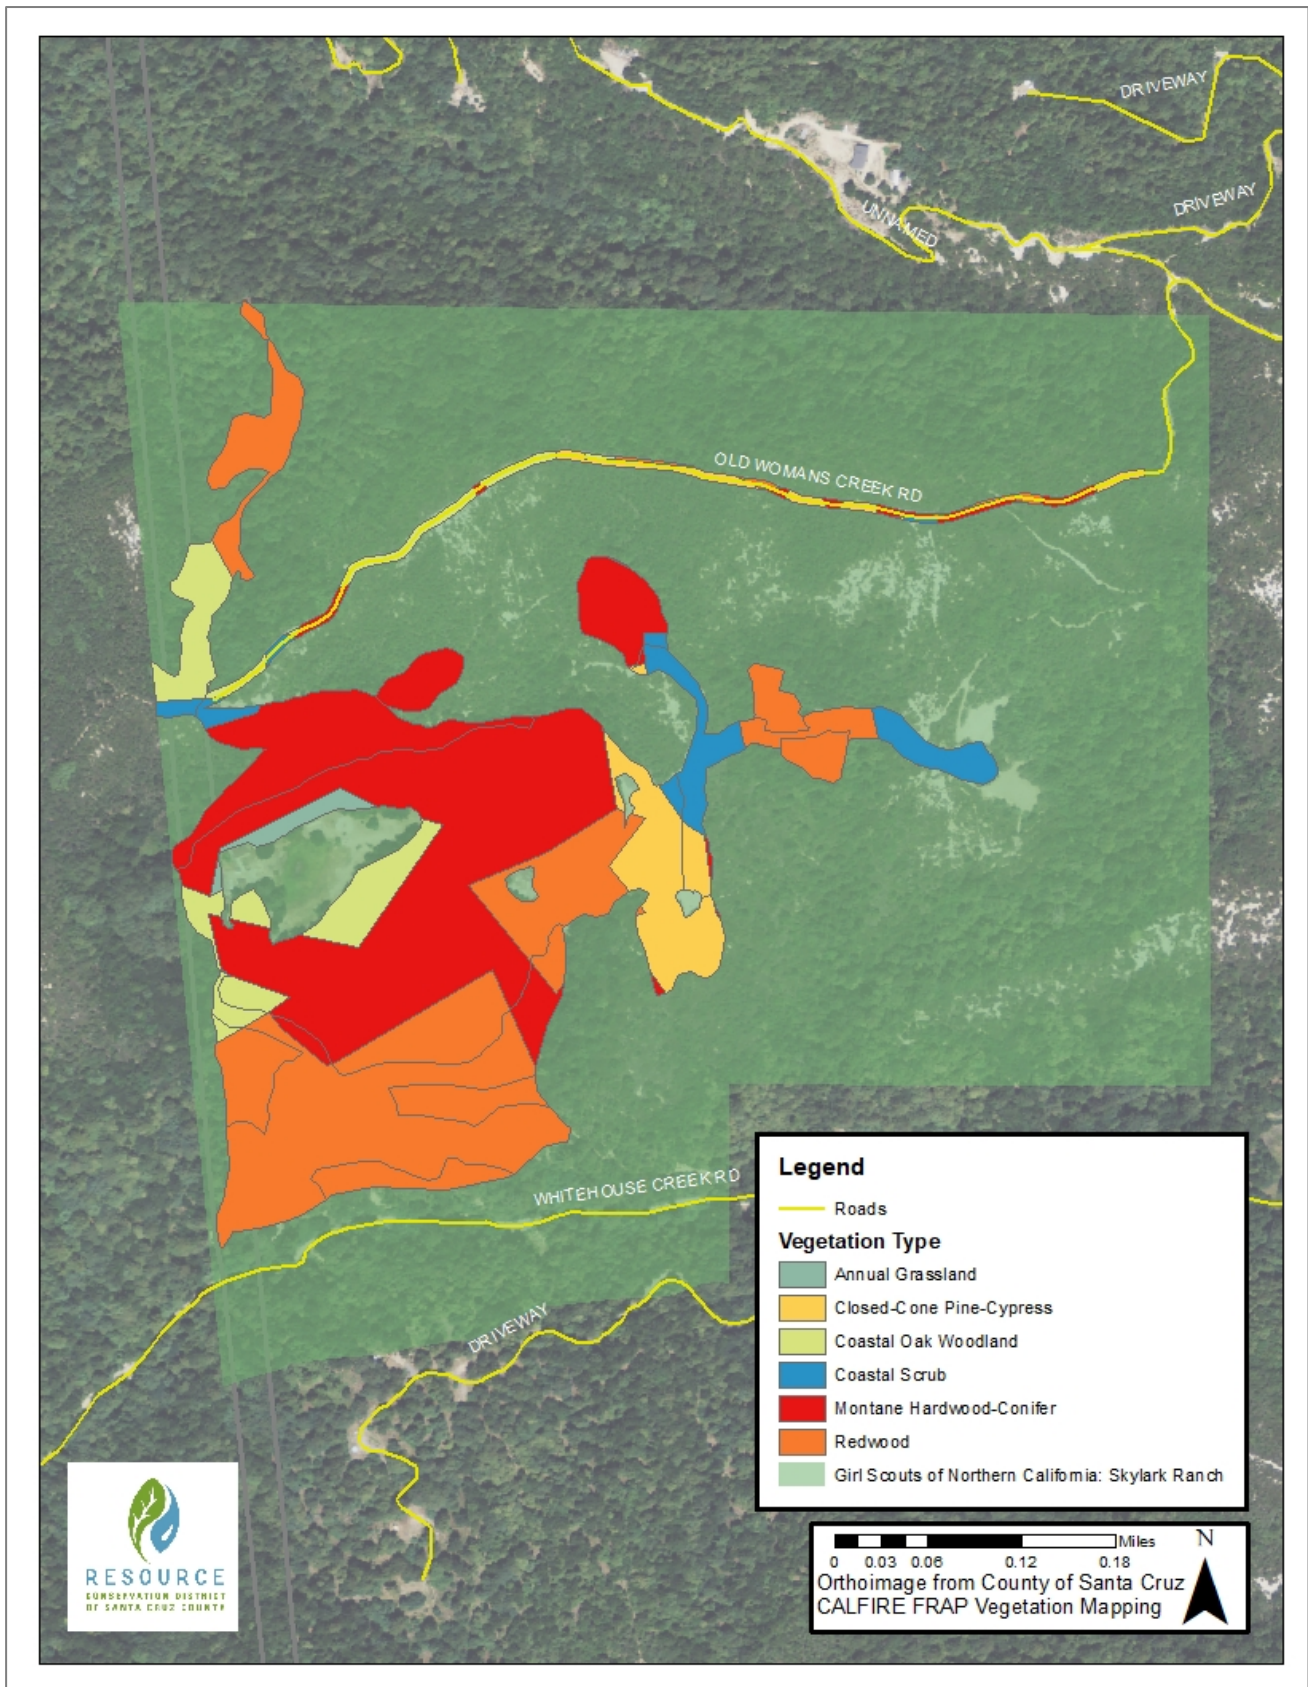 DRIVEWAY
DRIVEWAY
UNNAMED
OLD WOMANS CREEK RD
WHITEHOUSE CREEK RD
DRIVEWAY
Legend
Roads
Vegetation Type
Annual Grassland
Closed-Cone Pine-Cypress
Coastal Oak Woodland
Coastal Scrub
Montane Hardwood-Conifer
Redwood
Girl Scouts of Northern California: Skylark Ranch
Miles
N
0 0.03 0.06 0.12 0.18
Orthoimage from County of Santa Cruz
CALFIRE FRAP Vegetation Mapping
RESOURCE
CONSERVATION DISTRICT
OF SANTA CRUZ COUNTY